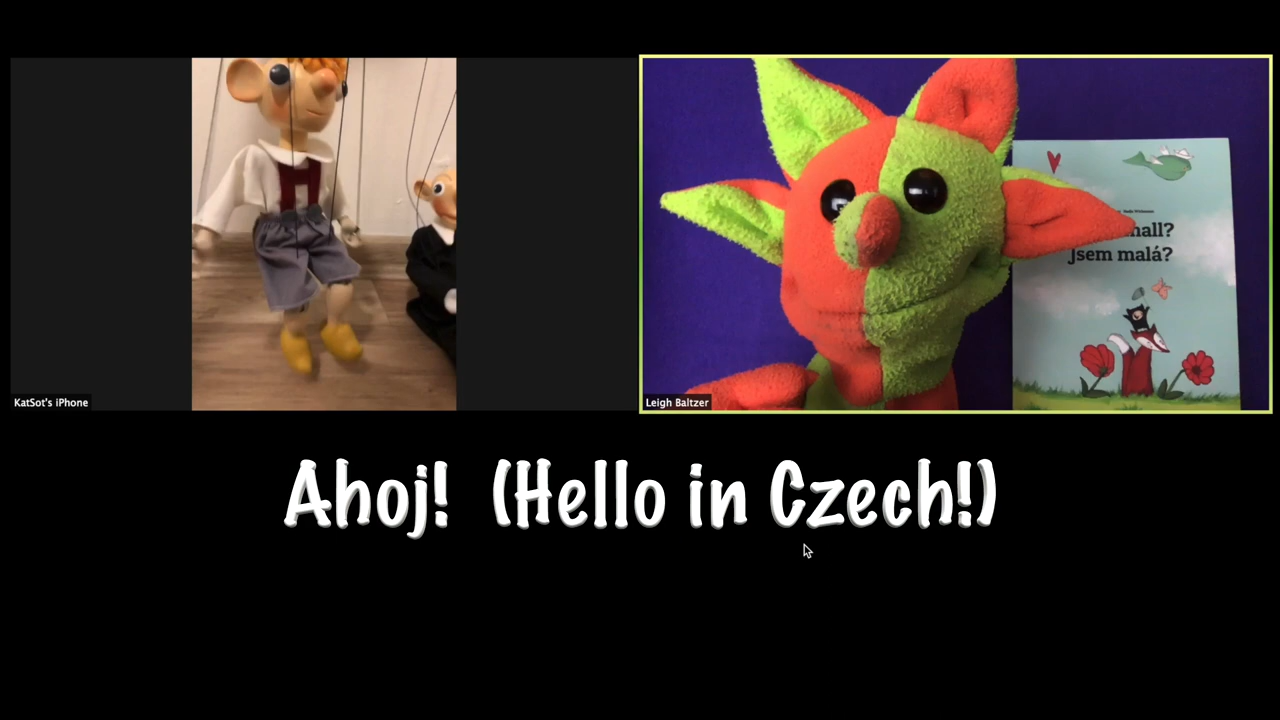 mall?
Jsem malá?
KatSot's iPhone
Leigh Baltzer
Ahoj! (Hello in Czech!)